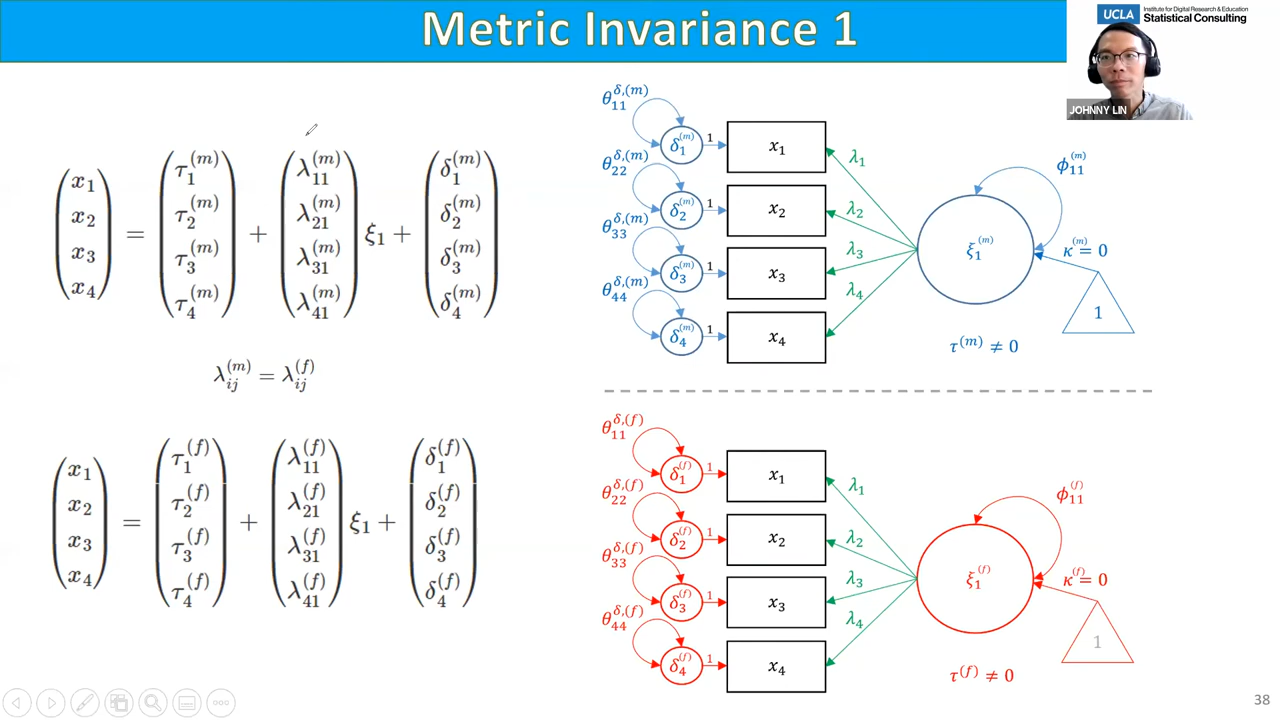 Metric Invariance 1
UCLA Institute for Digital Research & Education
Statistical Consulting
JOHNNY LIN
x₁ x₂ x₃ x₄ = τ₁^(m) τ₂^(m) τ₃^(m) τ₄^(m) + λ₁₁^(m) λ₂₁^(m) λ₃₁^(m) λ₄₁^(m) ξ₁ + δ₁^(m) δ₂^(m) δ₃^(m) δ₄^(m)
λᵢⱼ^(m) = λᵢⱼ^(f)
x₁ x₂ x₃ x₄ = τ₁^(f) τ₂^(f) τ₃^(f) τ₄^(f) + λ₁₁^(f) λ₂₁^(f) λ₃₁^(f) λ₄₁^(f) ξ₁ + δ₁^(f) δ₂^(f) δ₃^(f) δ₄^(f)
θ₁₁^δ,(m)
δ₁^(m) 1 x₁ λ₁
θ₂₂^δ,(m)
δ₂^(m) 1 x₂ λ₂
θ₃₃^δ,(m)
δ₃^(m) 1 x₃ λ₃
θ₄₄^δ,(m)
δ₄^(m) 1 x₄ λ₄
ϕ₁₁^(m)
ξ₁^(m) κ^(m) = 0
1
τ^(m) ≠ 0
θ₁₁^δ,(f)
δ₁^(f) 1 x₁ λ₁
θ₂₂^δ,(f)
δ₂^(f) 1 x₂ λ₂
θ₃₃^δ,(f)
δ₃^(f) 1 x₃ λ₃
θ₄₄^δ,(f)
δ₄^(f) 1 x₄ λ₄
ϕ₁₁^(f)
ξ₁^(f) κ^(f) = 0
1
τ^(f) ≠ 0
38